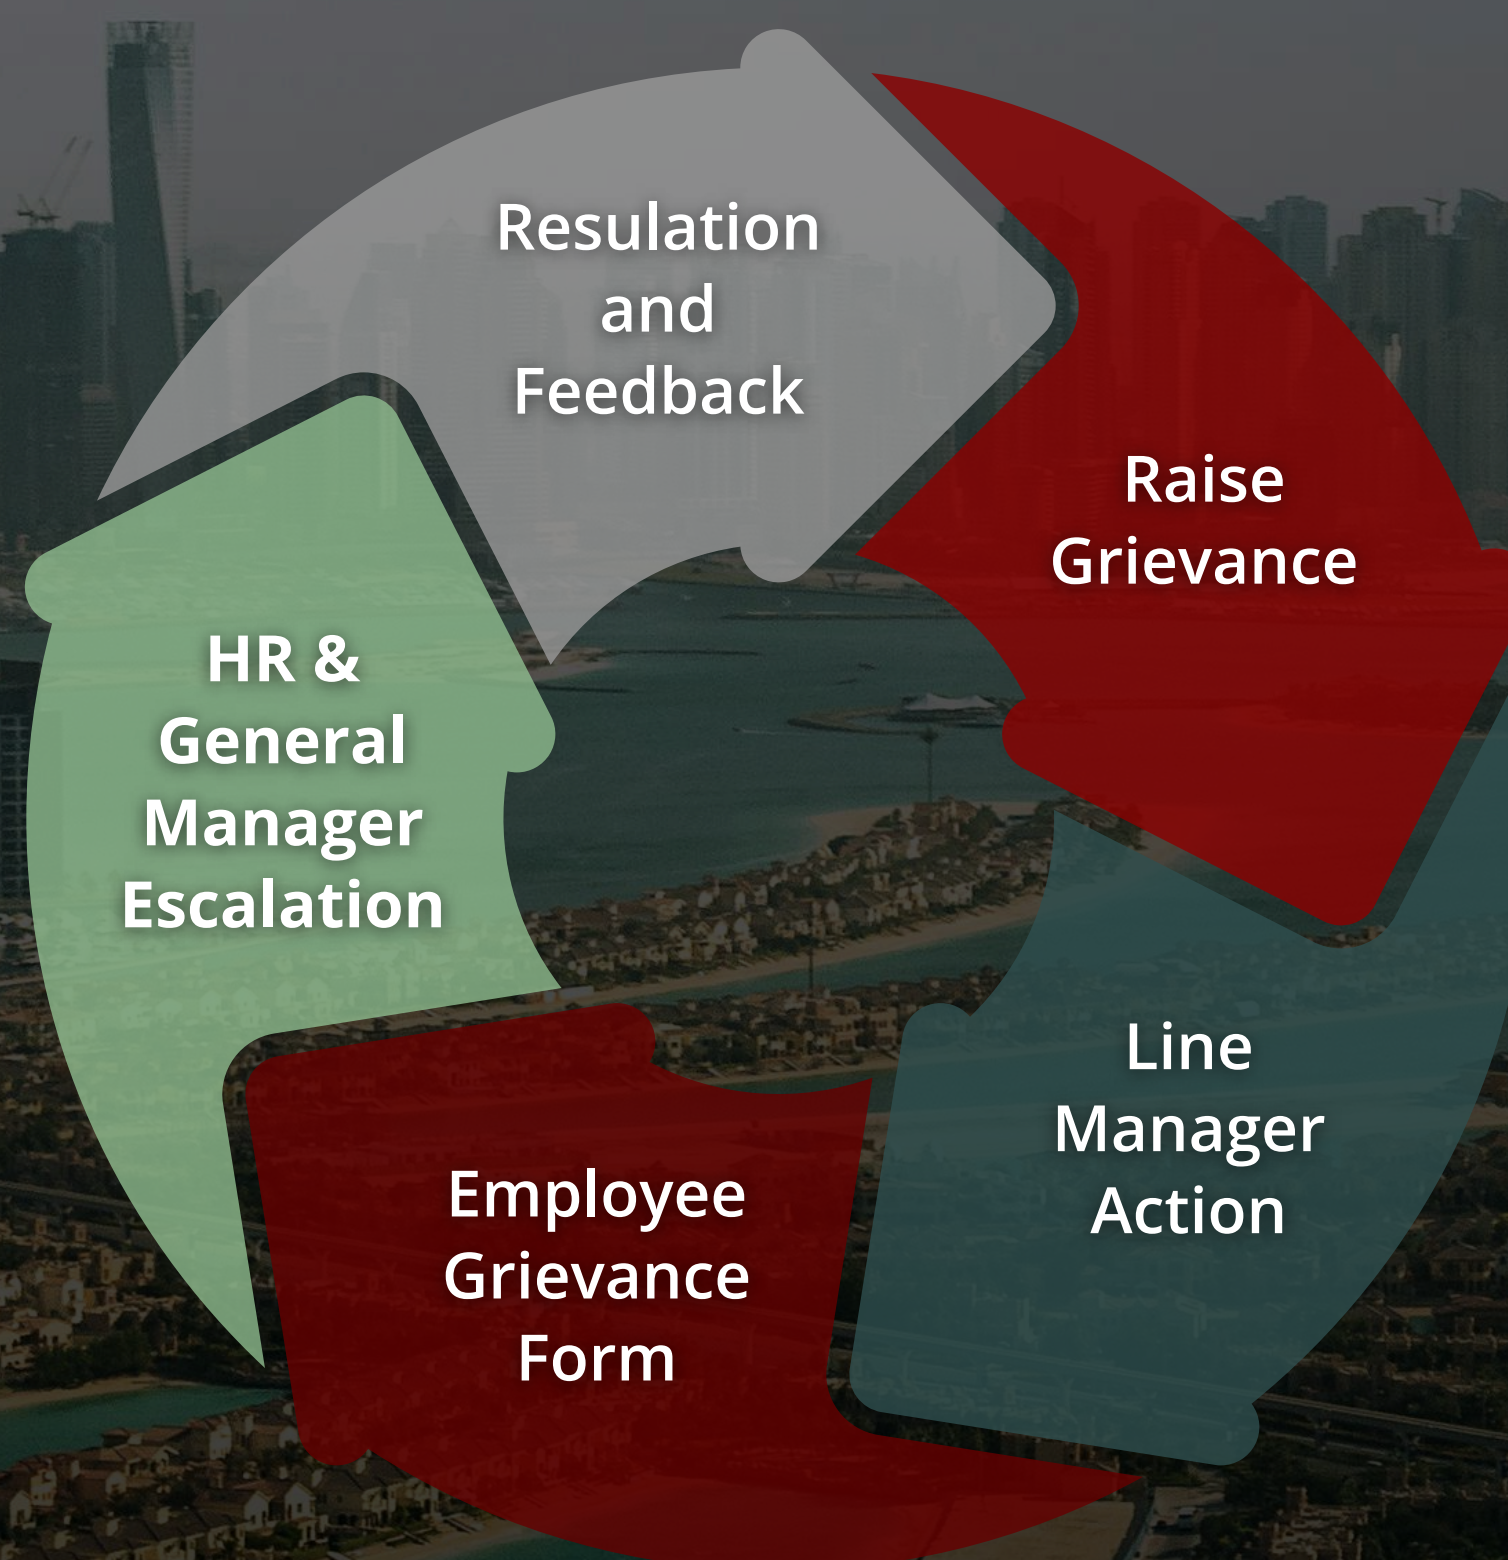 Resulation
and
Feedback
Raise
Grievance
HR &
General
Manager
Escalation
Line
Manager
Action
Employee
Grievance
Form